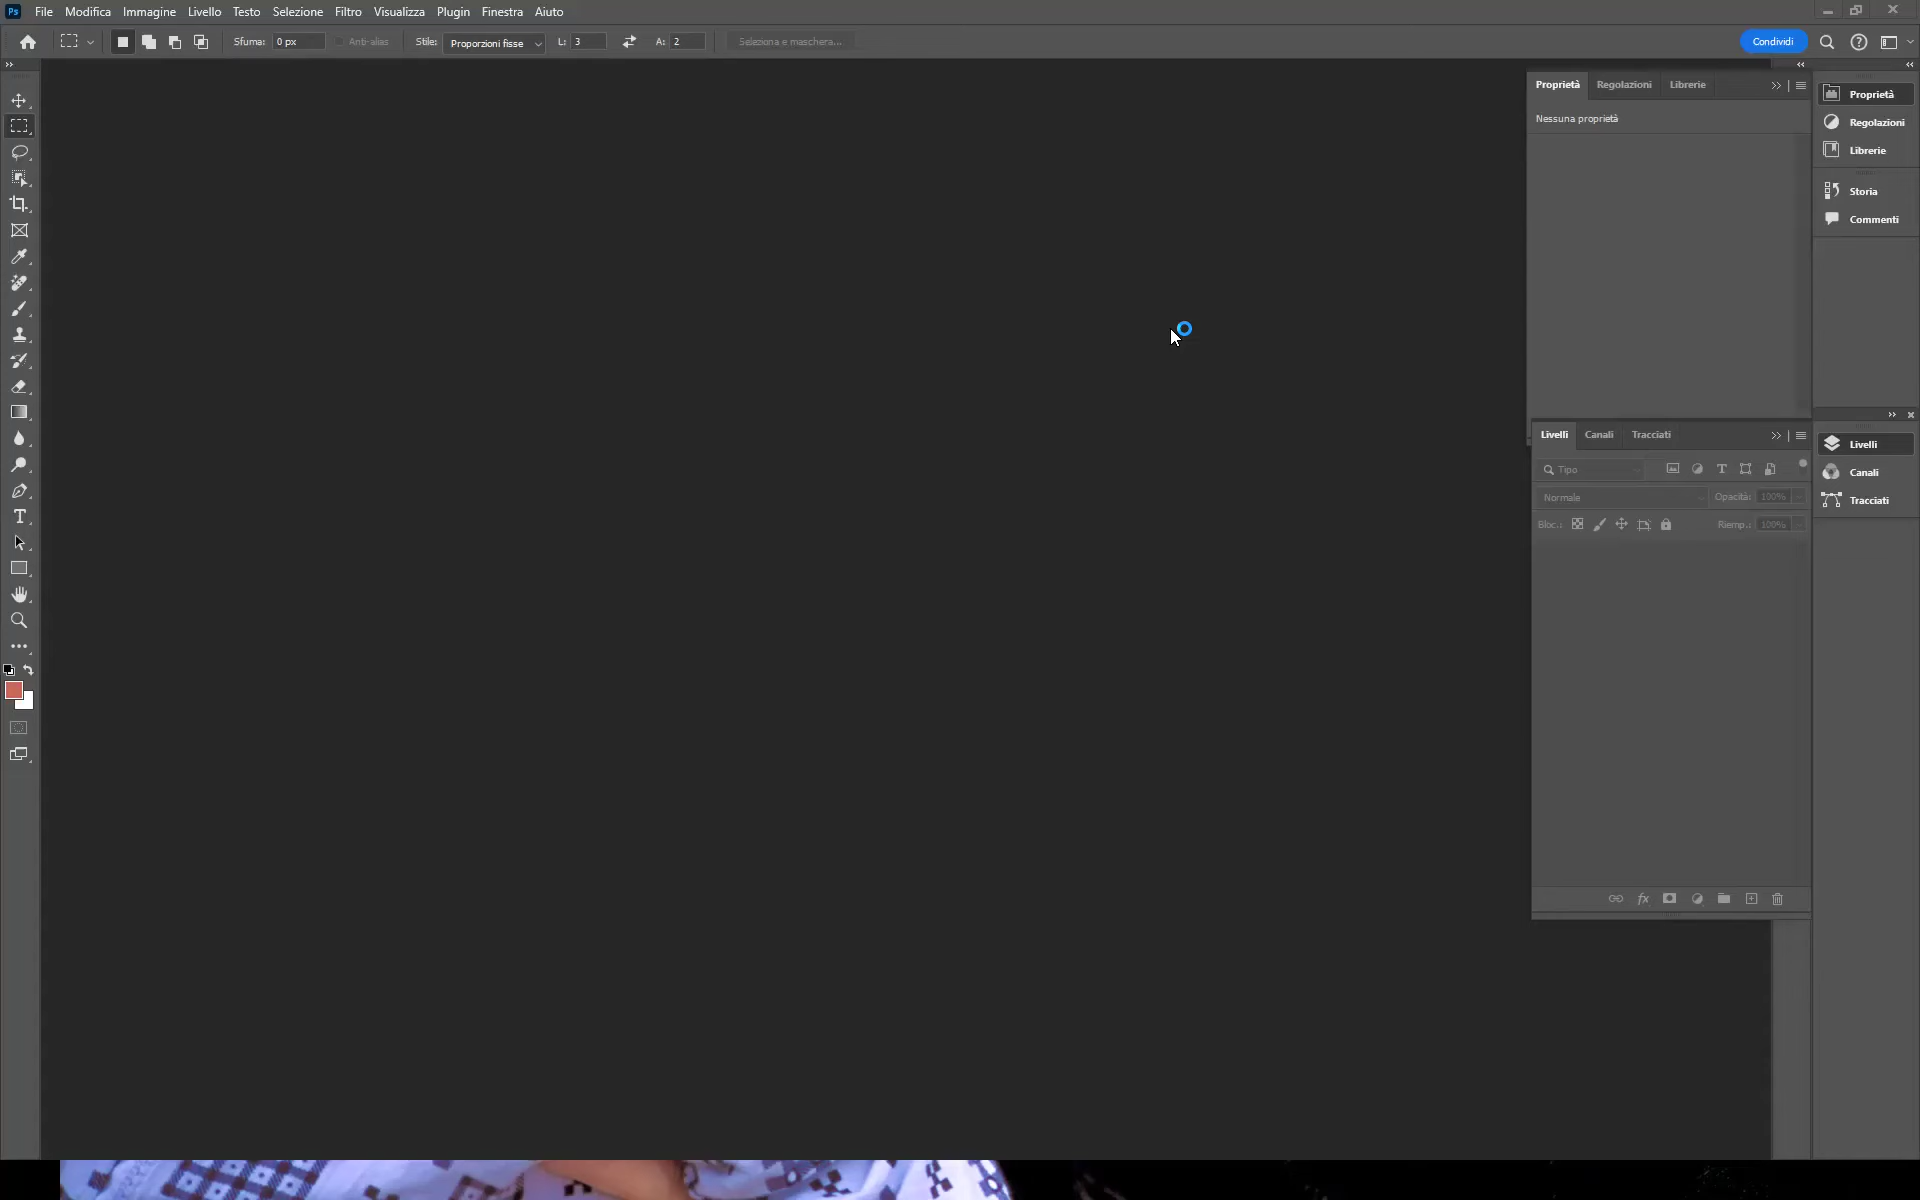 Ps File Modifica Immagine Livello Testo Selezione Filtro Visualizza Plugin Finestra Aiuto
Sfuma: 0 px Anti-alias Stile: Proporzioni fisse L: 3 A: 2 Seleziona e maschera... Condividi
Proprietà Regolazioni Librerie
Nessuna proprietà
Proprietà
Regolazioni
Librerie
Storia
Commenti
Livelli Canali Tracciati
Tipo
Normale Opacità: 100%
Bloc.: Riemp.: 100%
fx
Livelli
Canali
Tracciati